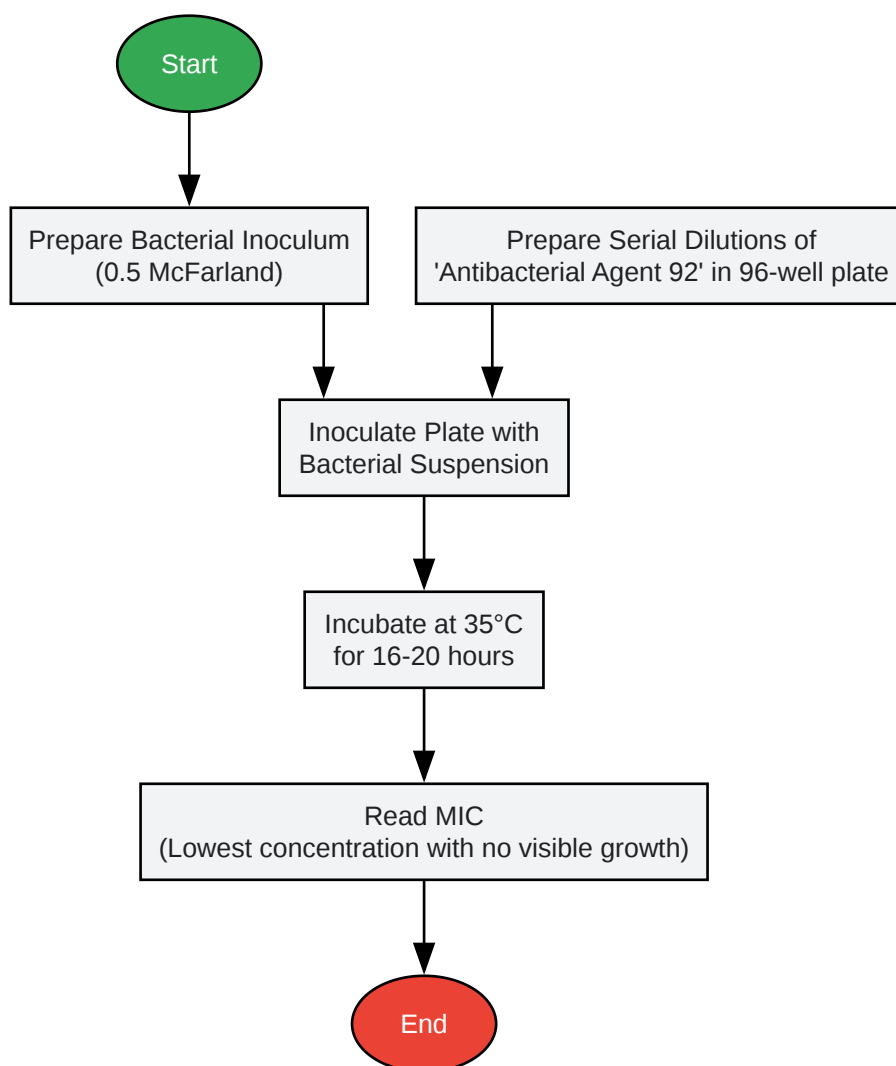 Start
Prepare Bacterial Inoculum
(0.5 McFarland)
Prepare Serial Dilutions of
'Antibacterial Agent 92' in 96-well plate
Inoculate Plate with
Bacterial Suspension
Incubate at 35°C
for 16-20 hours
Read MIC
(Lowest concentration with no visible growth)
End